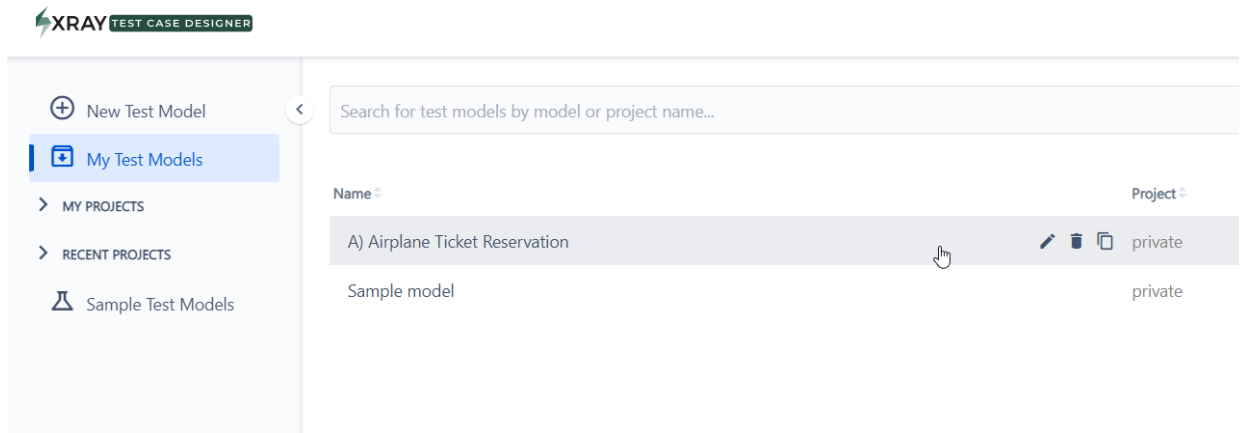 XRAY TEST CASE DESIGNER
New Test Model
Search for test models by model or project name...
My Test Models
MY PROJECTS
RECENT PROJECTS
Sample Test Models
Name Project
A) Airplane Ticket Reservation private
Sample model private